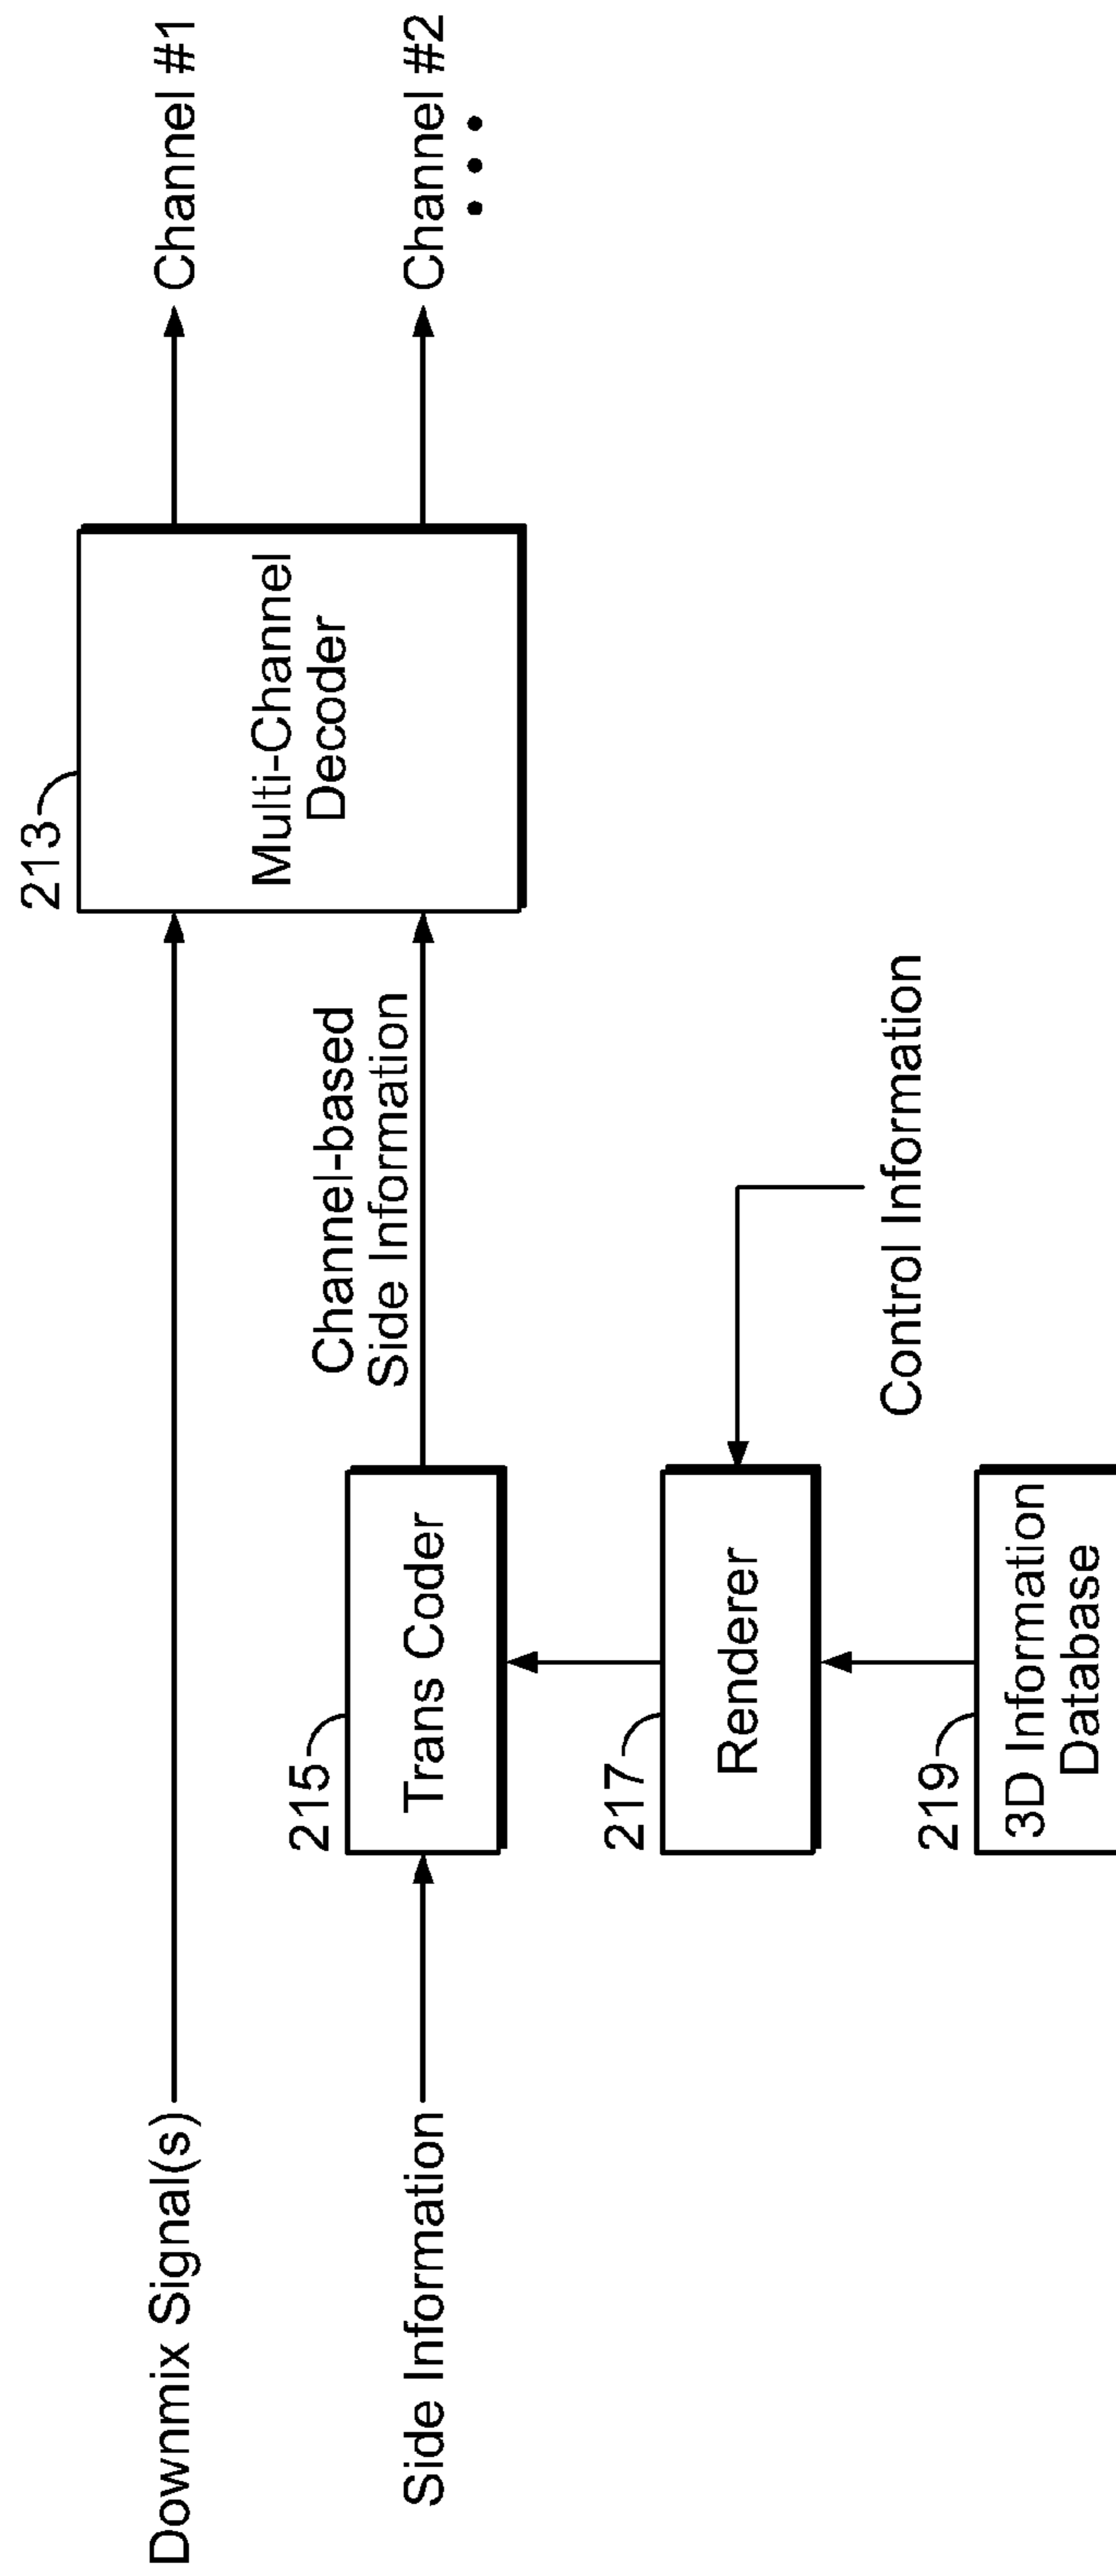 Downmix Signal(s)
213
Multi-Channel
Decoder
Channel #1
Channel #2
Side Information
215
Trans Coder
Channel-based
Side Information
217
Renderer
Control Information
219
3D Information
Database